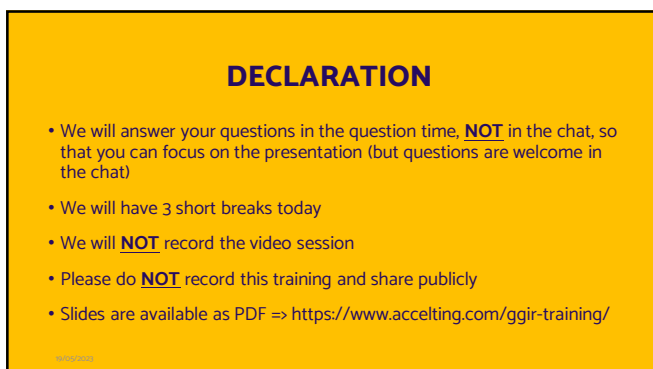 DECLARATION
• We will answer your questions in the question time, NOT in the chat, so
that you can focus on the presentation (but questions are welcome in
the chat)
• We will have 3 short breaks today
• We will NOT record the video session
• Please do NOT record this training and share publicly
• Slides are available as PDF => https://www.accelting.com/ggir-training/
19/05/2023